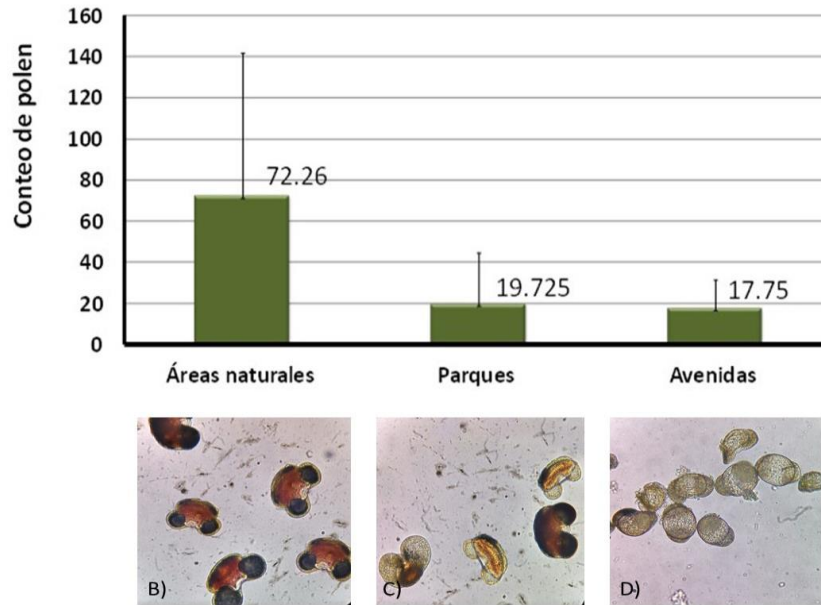 Conteo de polen
160
140
120
100
80
60
40
20
0
72.26
19.725
17.75
Áreas naturales
Parques
Avenidas
B)
C)
D)